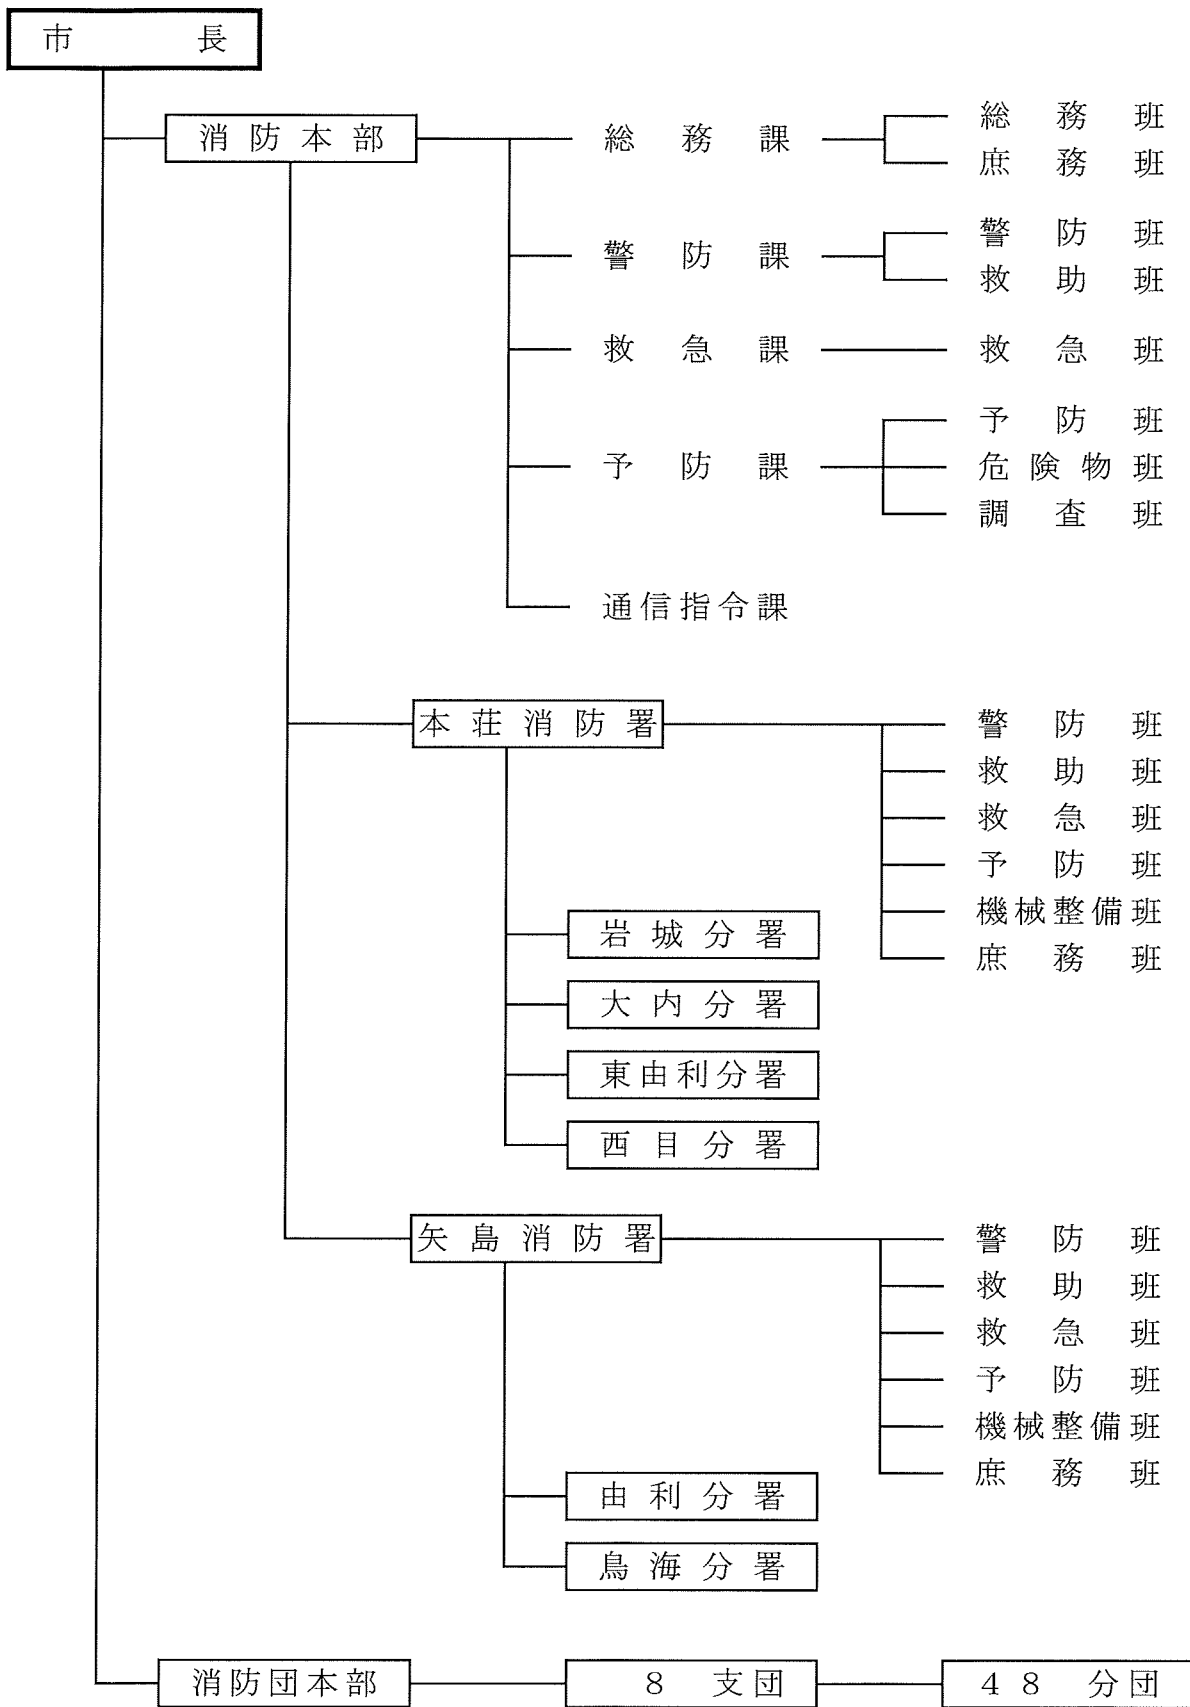 市長
消防本部
総務課
総務班
庶務班
警防課
警防班
救助班
救急課
救急班
予防課
予防班
危険物班
調査班
通信指令課
本荘消防署
警防班
救助班
救急班
予防班
機械整備班
庶務班
岩城分署
大内分署
東由利分署
西目分署
矢島消防署
警防班
救助班
救急班
予防班
機械整備班
庶務班
由利分署
鳥海分署
消防団本部
8 支団
48 分団